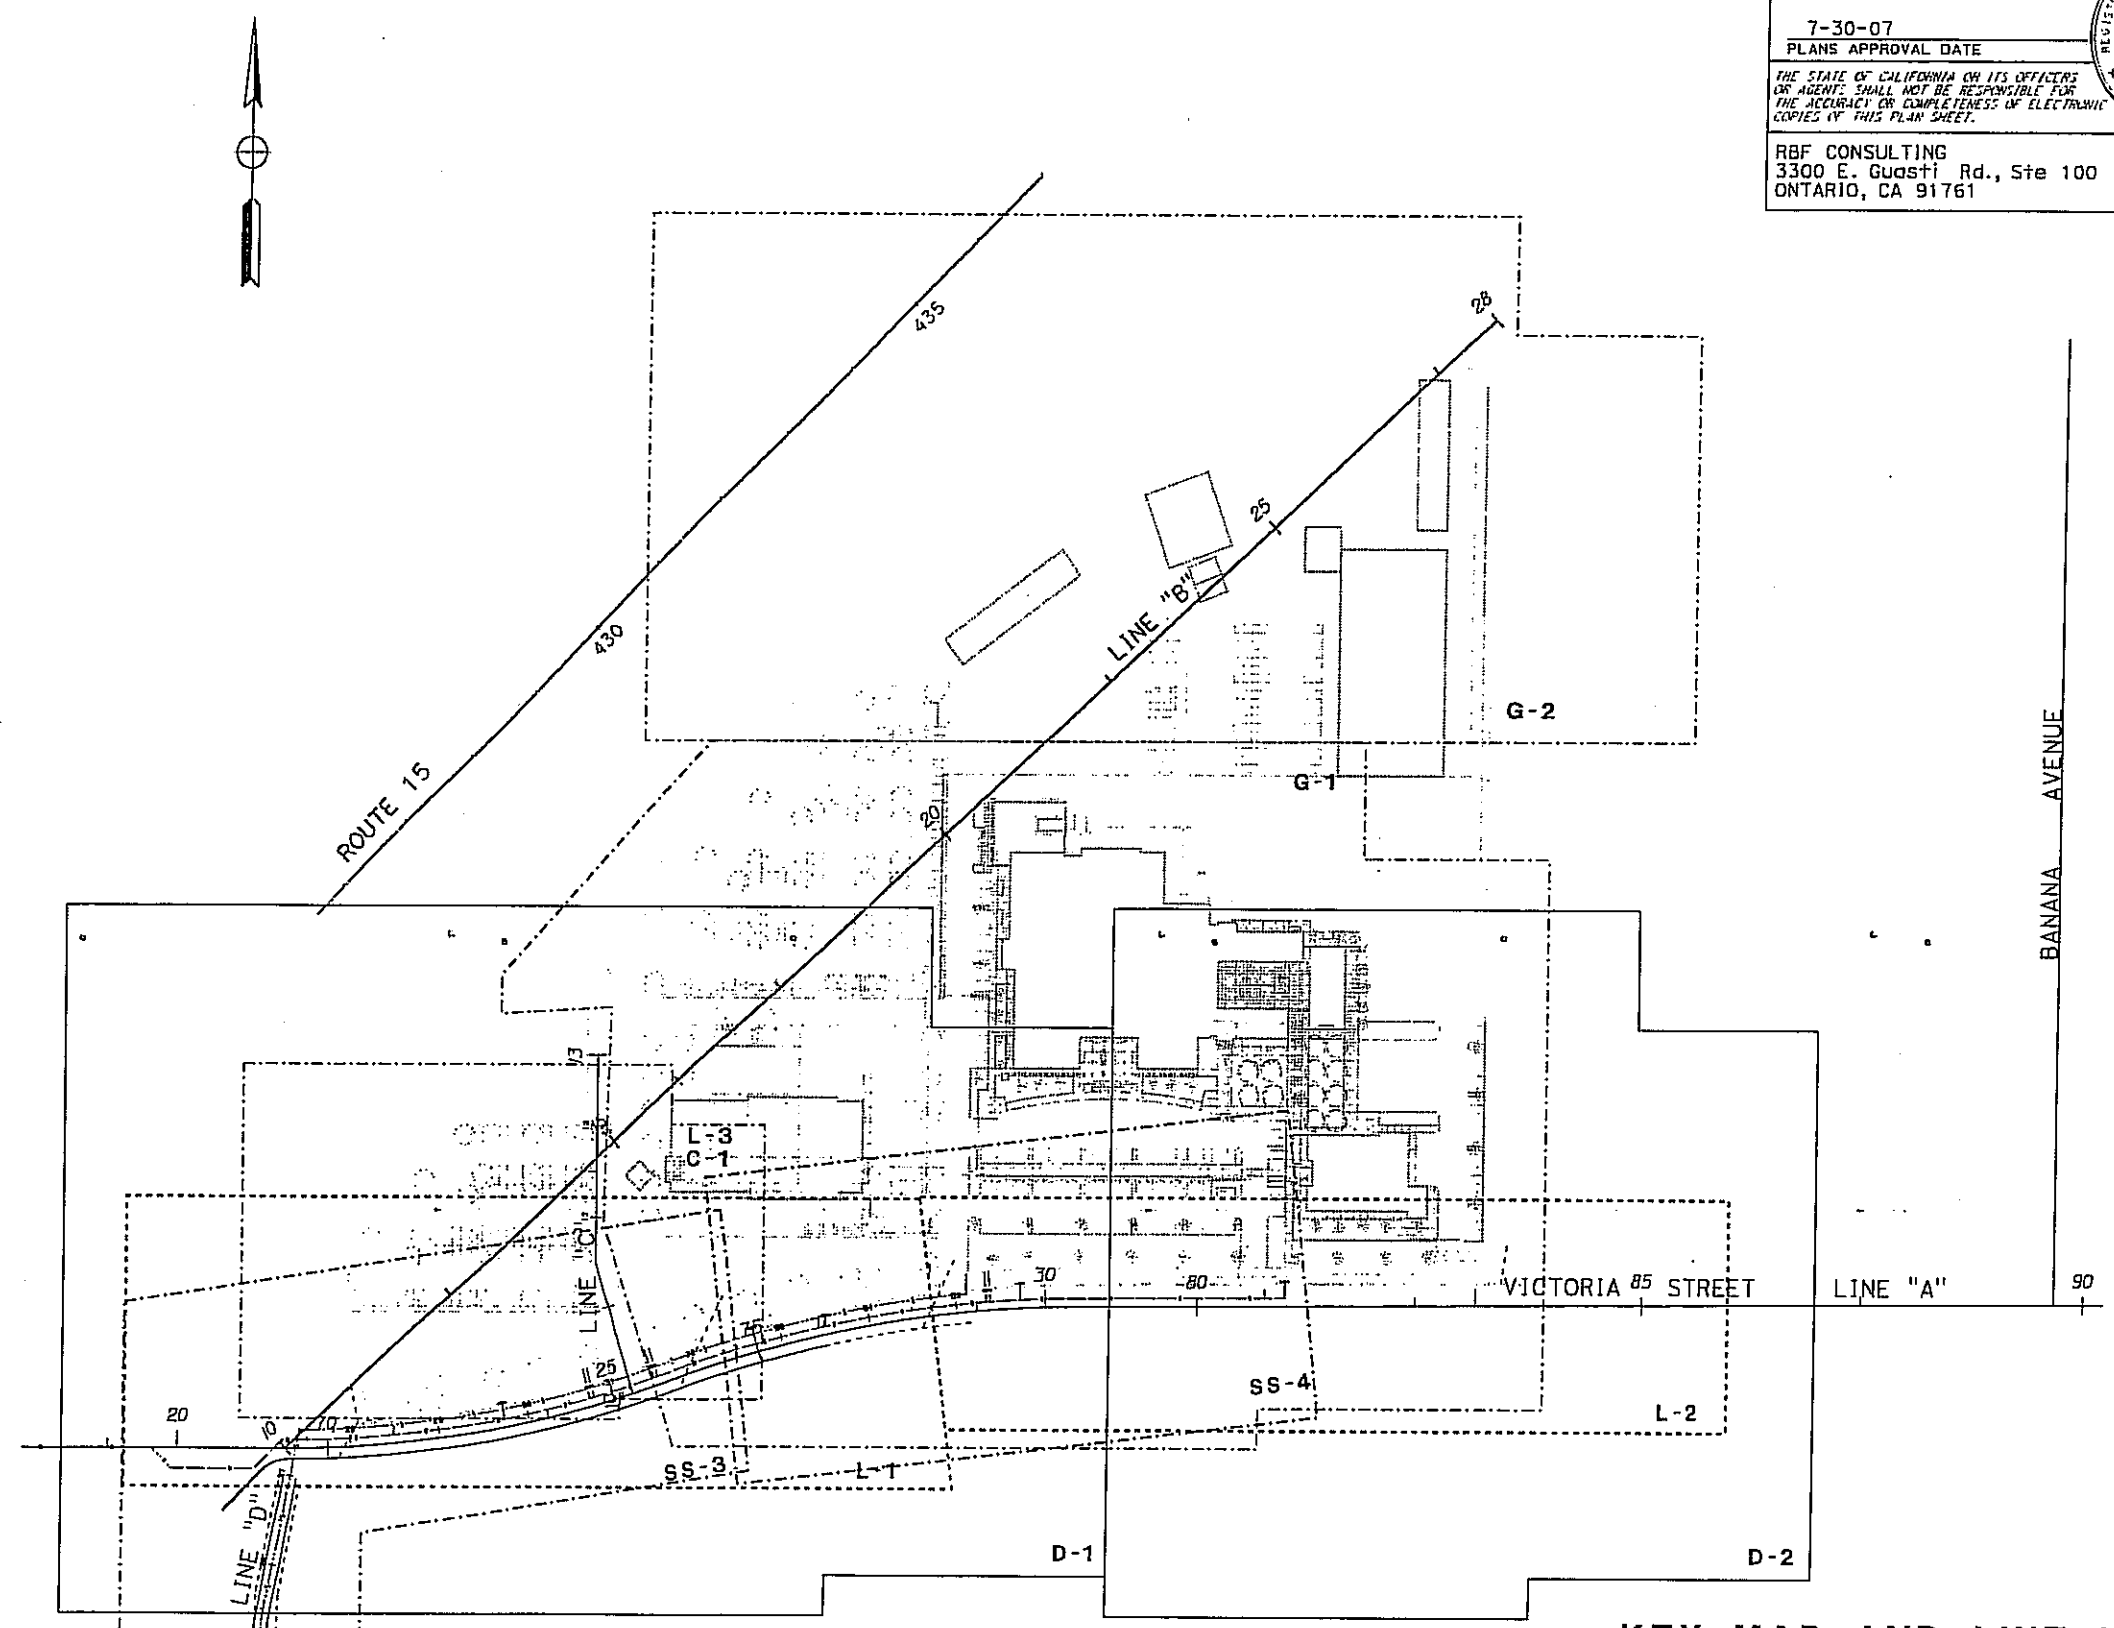 7-30-07
PLANS APPROVAL DATE
THE STATE OF CALIFORNIA OR ITS OFFICERS
OR AGENTS SHALL NOT BE RESPONSIBLE FOR
THE ACCURACY OR COMPLETENESS OF ELECTRONIC
COPIES OF THIS PLAN SHEET.
RBF CONSULTING
3300 E. Guasti Rd., Ste 100
ONTARIO, CA 91761
28
435
25
430
LINE "B"
G-2
G-1
ROUTE 15
20
BANANA AVENUE
13
L-3
C-1
LINE "C"
30
80
VICTORIA 85 STREET
LINE "A"
90
75
25
SS-4
L-2
20
10
70
SS-3
L-1
LINE "D"
D-1
D-2